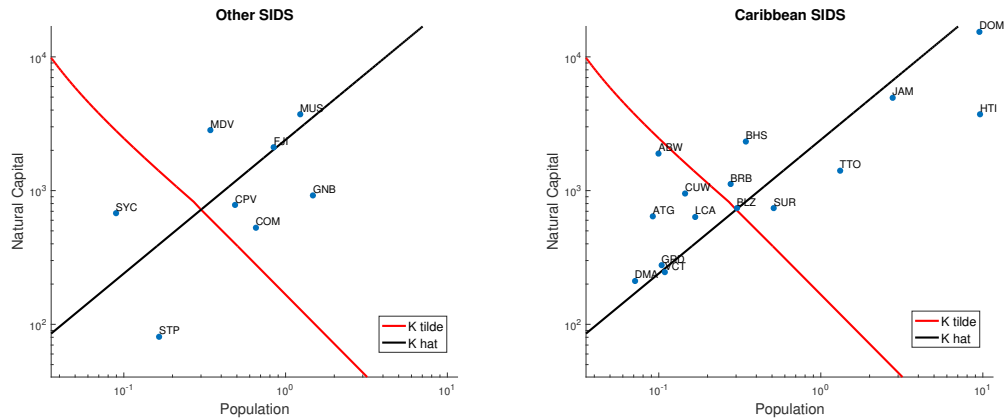 Other SIDS
Natural Capital
10^4
10^3
10^2
10^-1
10^0
10^1
Population
MDV
MUS
FJI
SYC
CPV
GNB
COM
STP
K tilde
K hat
Caribbean SIDS
Natural Capital
10^4
10^3
10^2
10^-1
10^0
10^1
Population
DOM
JAM
HTI
BHS
ABW
TTO
BRB
CUW
BLZ
SUR
ATG
LCA
GRD
VCT
DMA
K tilde
K hat